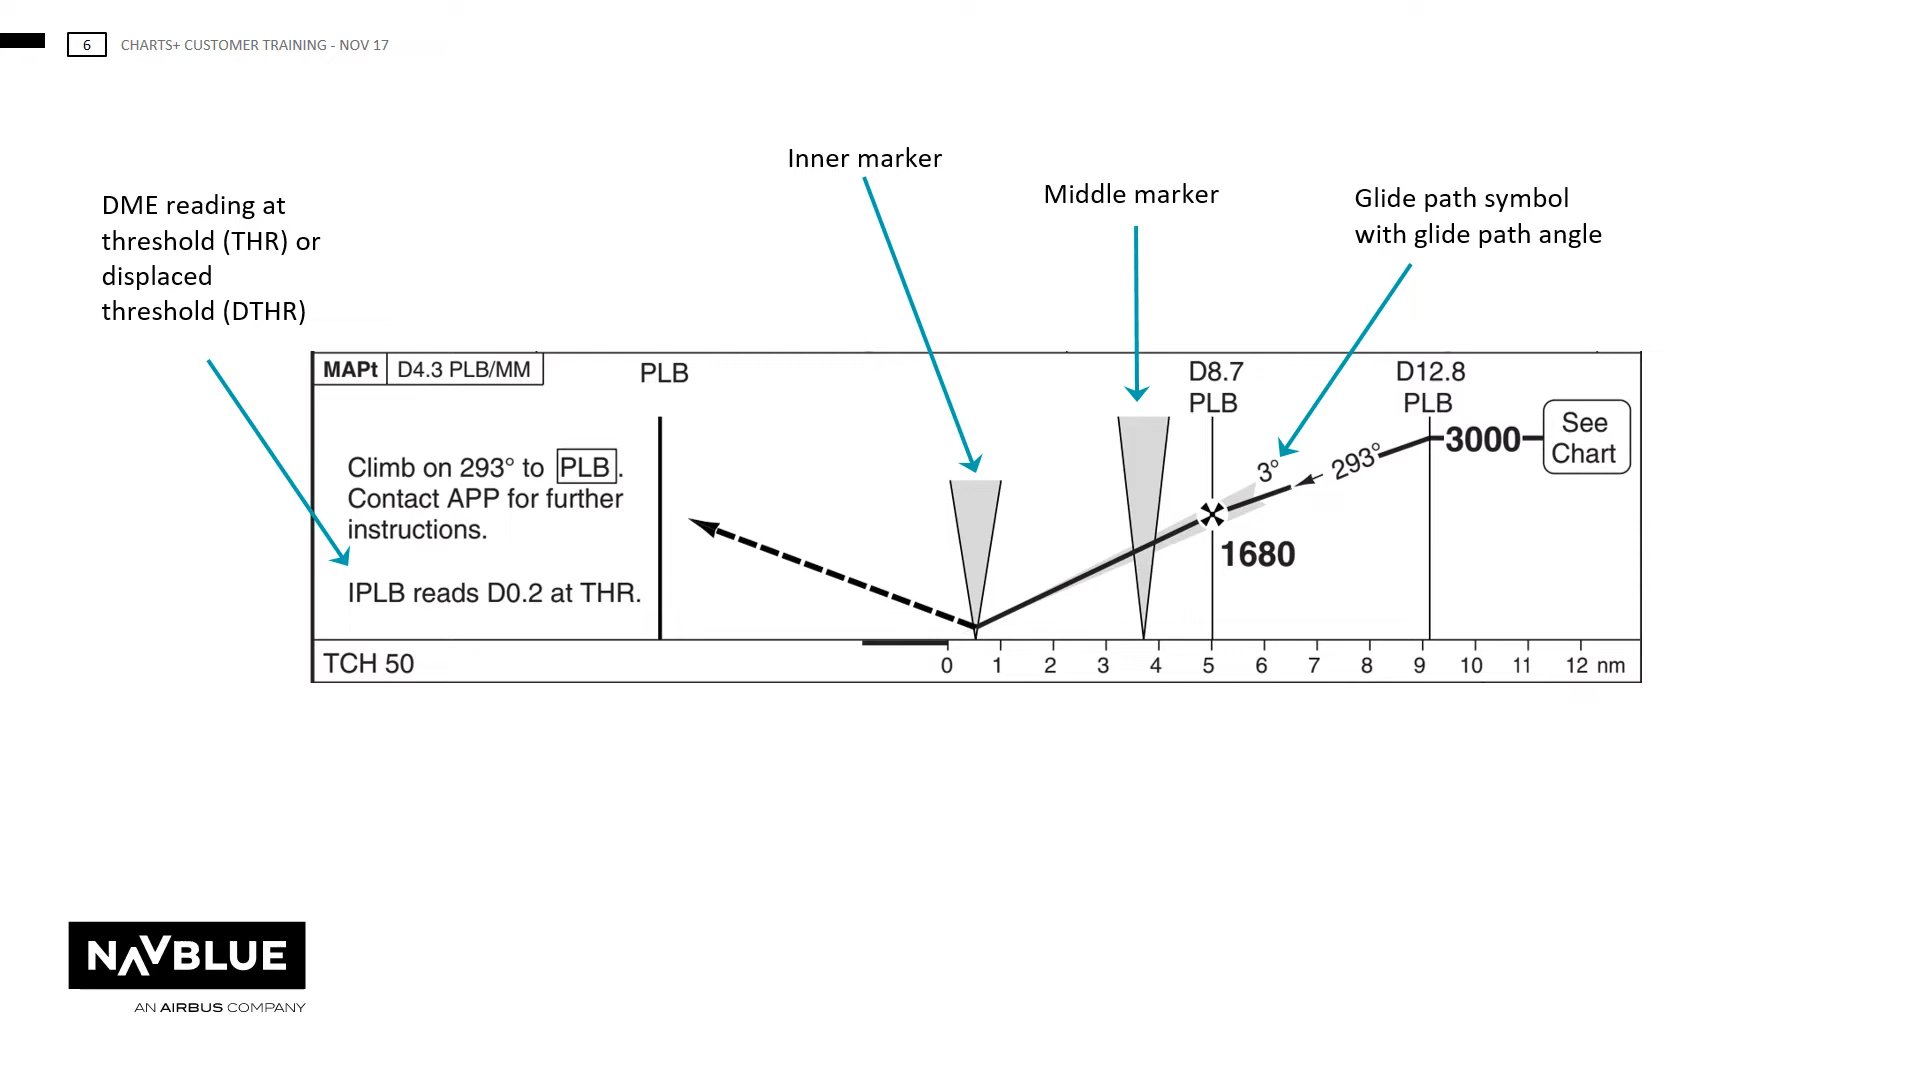 6 CHARTS+ CUSTOMER TRAINING - NOV 17
Inner marker
Middle marker
Glide path symbol
with glide path angle
DME reading at
threshold (THR) or
displaced
threshold (DTHR)
MAPt D4.3 PLB/MM
PLB
D8.7
PLB
D12.8
PLB
See
Chart
3000
293°
3°
1680
Climb on 293° to PLB.
Contact APP for further
instructions.
IPLB reads D0.2 at THR.
TCH 50
0 1 2 3 4 5 6 7 8 9 10 11 12 nm
NAVBLUE
AN AIRBUS COMPANY